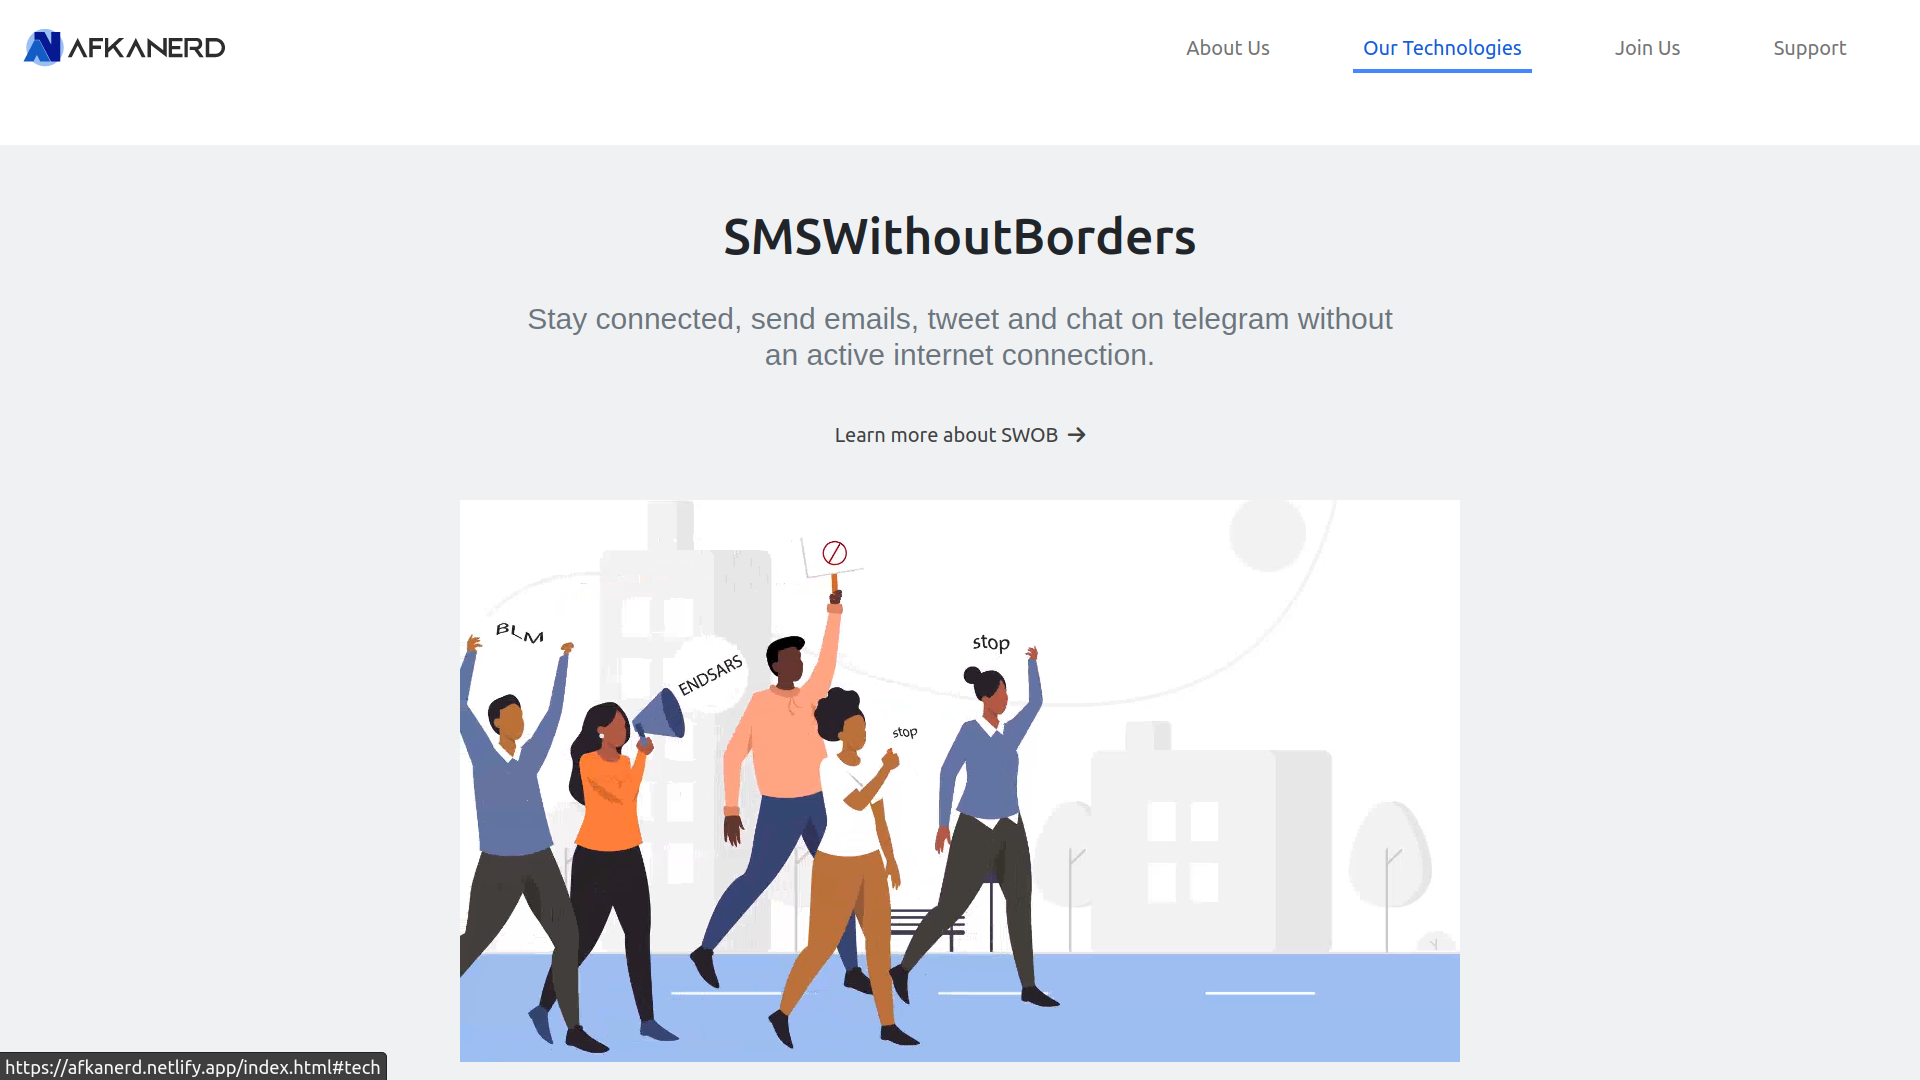 AFKANERD
About Us
Our Technologies
Join Us
Support
SMSWithoutBorders
Stay connected, send emails, tweet and chat on telegram without
an active internet connection.
Learn more about SWOB →
BLM
ENDSARS
stop
stop
https://afkanerd.netlify.app/index.html#tech